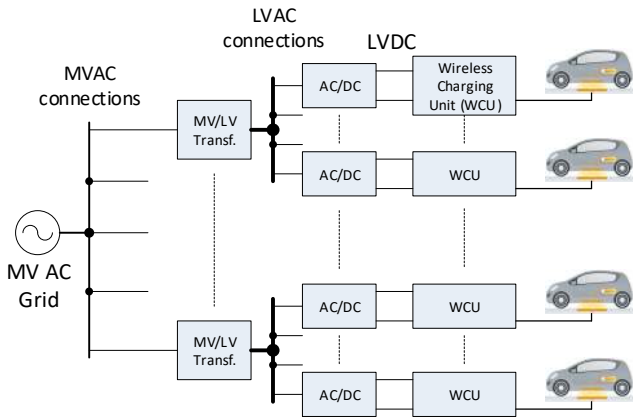 LVAC
connections
LVDC
MVAC
connections
AC/DC
Wireless
Charging
Unit (WCU)
MV/LV
Transf.
AC/DC
WCU
MV AC
Grid
AC/DC
WCU
MV/LV
Transf.
AC/DC
WCU